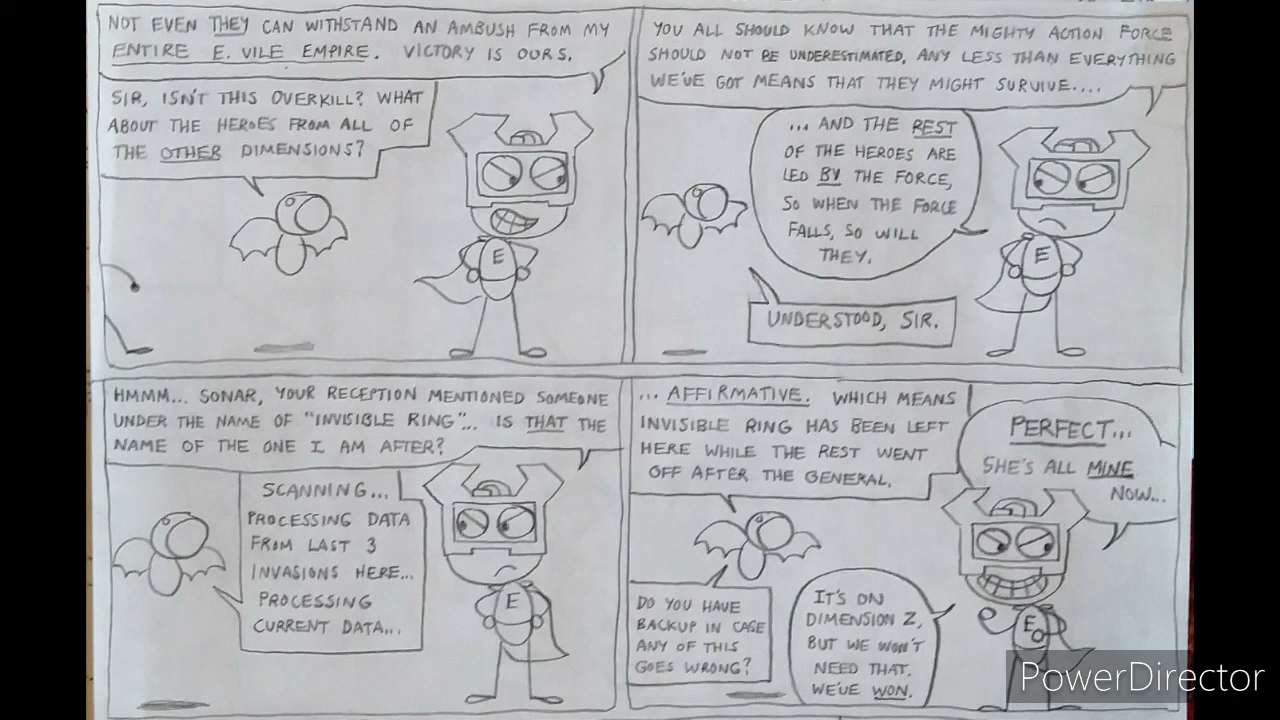 NOT EVEN THEY CAN WITHSTAND AN AMBUSH FROM MY
ENTIRE E. VILE EMPIRE. VICTORY IS OURS.
SIR, ISN'T THIS OVERKILL? WHAT
ABOUT THE HEROES FROM ALL OF
THE OTHER DIMENSIONS?
E
YOU ALL SHOULD KNOW THAT THE MIGHTY ACTION FORCE
SHOULD NOT BE UNDERESTIMATED, ANY LESS THAN EVERYTHING
WE'VE GOT MEANS THAT THEY MIGHT SURVIVE....
... AND THE REST
OF THE HEROES ARE
LED BY THE FORCE,
SO WHEN THE FORCE
FALLS, SO WILL
THEY.
E
UNDERSTOOD, SIR.
HMMM... SONAR, YOUR RECEPTION MENTIONED SOMEONE
UNDER THE NAME OF "INVISIBLE RING"... IS THAT THE
NAME OF THE ONE I AM AFTER?
SCANNING...
PROCESSING DATA
FROM LAST 3
INVASIONS HERE...
PROCESSING
CURRENT DATA...
E
... AFFIRMATIVE. WHICH MEANS
INVISIBLE RING HAS BEEN LEFT
HERE WHILE THE REST WENT
OFF AFTER THE GENERAL.
PERFECT...
SHE'S ALL MINE
NOW...
DO YOU HAVE
BACKUP IN CASE
ANY OF THIS
GOES WRONG?
IT'S ON
DIMENSION Z,
BUT WE WON'T
NEED THAT.
WE'VE WON.
E
PowerDirector